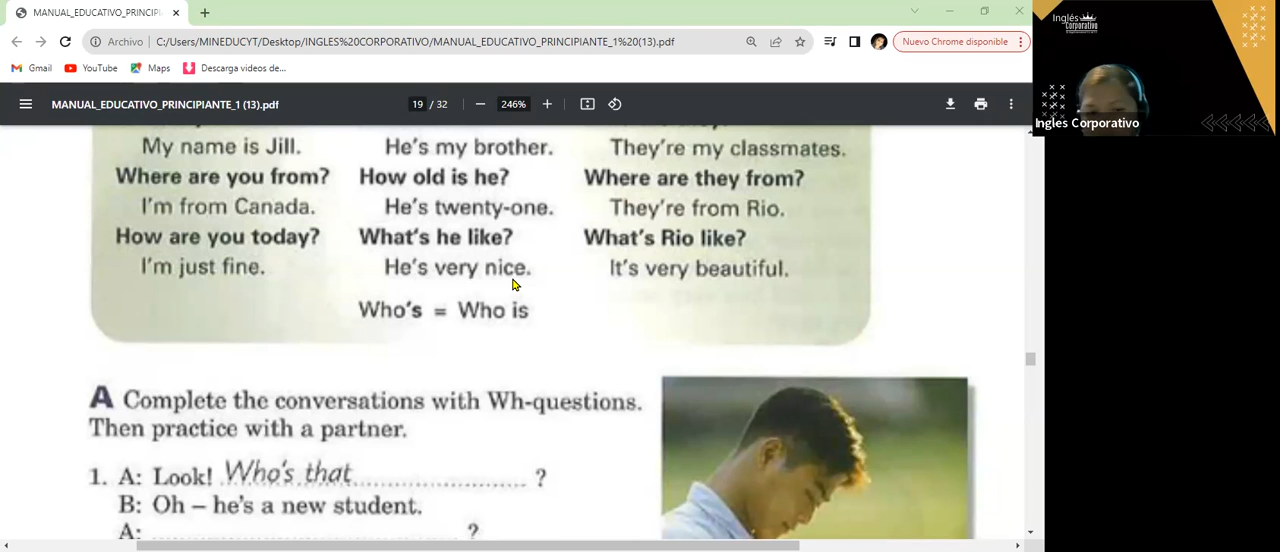 MANUAL_EDUCATIVO_PRINCIPI
Archivo C:/Users/MINEDUCYT/Desktop/INGLES%20CORPORATIVO/MANUAL_EDUCATIVO_PRINCIPIANTE_1%20(13).pdf
Nuevo Chrome disponible
Gmail YouTube Maps Descarga videos de...
MANUAL_EDUCATIVO_PRINCIPIANTE_1 (13).pdf 19 / 32 246%
My name is Jill. He's my brother. They're my classmates.
Where are you from? How old is he? Where are they from?
I'm from Canada. He's twenty-one. They're from Rio.
How are you today? What's he like? What's Rio like?
I'm just fine. He's very nice. It's very beautiful.
Who's = Who is
A Complete the conversations with Wh-questions.
Then practice with a partner.
1. A: Look! Who's that ?
B: Oh – he's a new student.
A: ?
Inglés
Corporativo
Ingles Corporativo